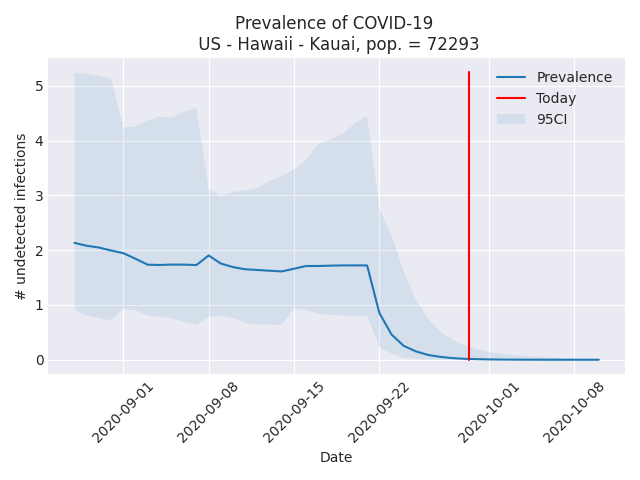 Prevalence of COVID-19
US - Hawaii - Kauai, pop. = 72293
# undetected infections
5
4
3
2
1
0
Prevalence
Today
95CI
2020-09-01
2020-09-08
2020-09-15
2020-09-22
2020-10-01
2020-10-08
Date